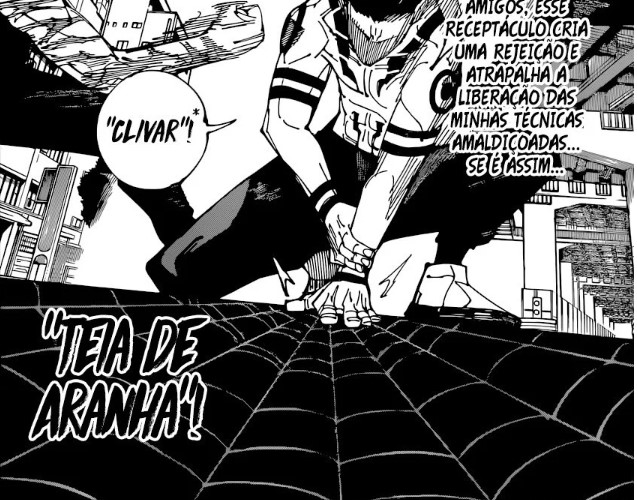 AMIGOS, ESSE
RECEPTÁCULO CRIA
UMA REJEIÇÃO E
ATRAPALHA A
LIBERAÇÃO DAS
MINHAS TÉCNICAS
AMALDIÇOADAS...
SE É ASSIM...
"CLIVAR"!*
"TEIA DE
ARANHA"!